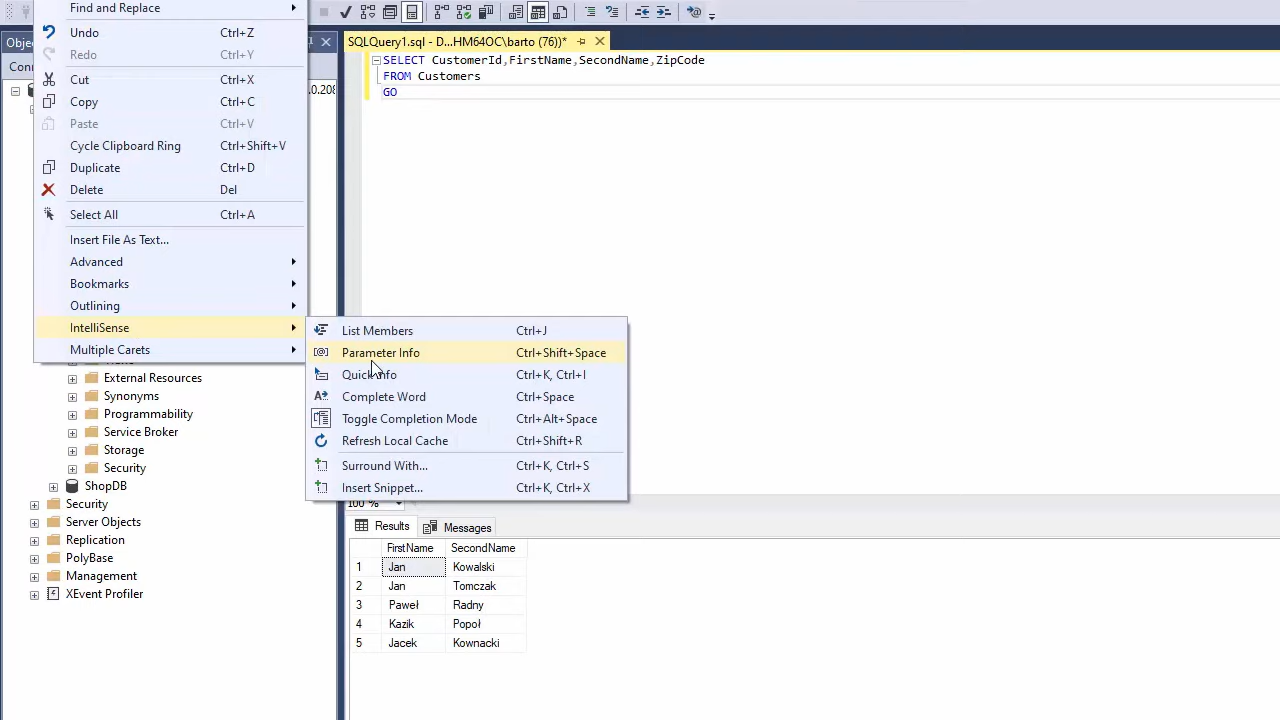 Find and Replace
Undo Ctrl+Z
Redo Ctrl+Y
Cut Ctrl+X
Copy Ctrl+C
Paste Ctrl+V
Cycle Clipboard Ring Ctrl+Shift+V
Duplicate Ctrl+D
Delete Del
Select All Ctrl+A
Insert File As Text...
Advanced
Bookmarks
Outlining
IntelliSense
Multiple Carets
List Members Ctrl+J
Parameter Info Ctrl+Shift+Space
Quick Info Ctrl+K, Ctrl+I
Complete Word Ctrl+Space
Toggle Completion Mode Ctrl+Alt+Space
Refresh Local Cache Ctrl+Shift+R
Surround With... Ctrl+K, Ctrl+S
Insert Snippet... Ctrl+K, Ctrl+X
External Resources
Synonyms
Programmability
Service Broker
Storage
Security
ShopDB
Security
Server Objects
Replication
PolyBase
Management
XEvent Profiler
SQLQuery1.sql - D...HM64OC\barto (76))*
SELECT CustomerId,FirstName,SecondName,ZipCode
FROM Customers
GO
100 %
Results Messages
FirstName SecondName
1 Jan Kowalski
2 Jan Tomczak
3 Paweł Radny
4 Kazik Popoł
5 Jacek Kownacki